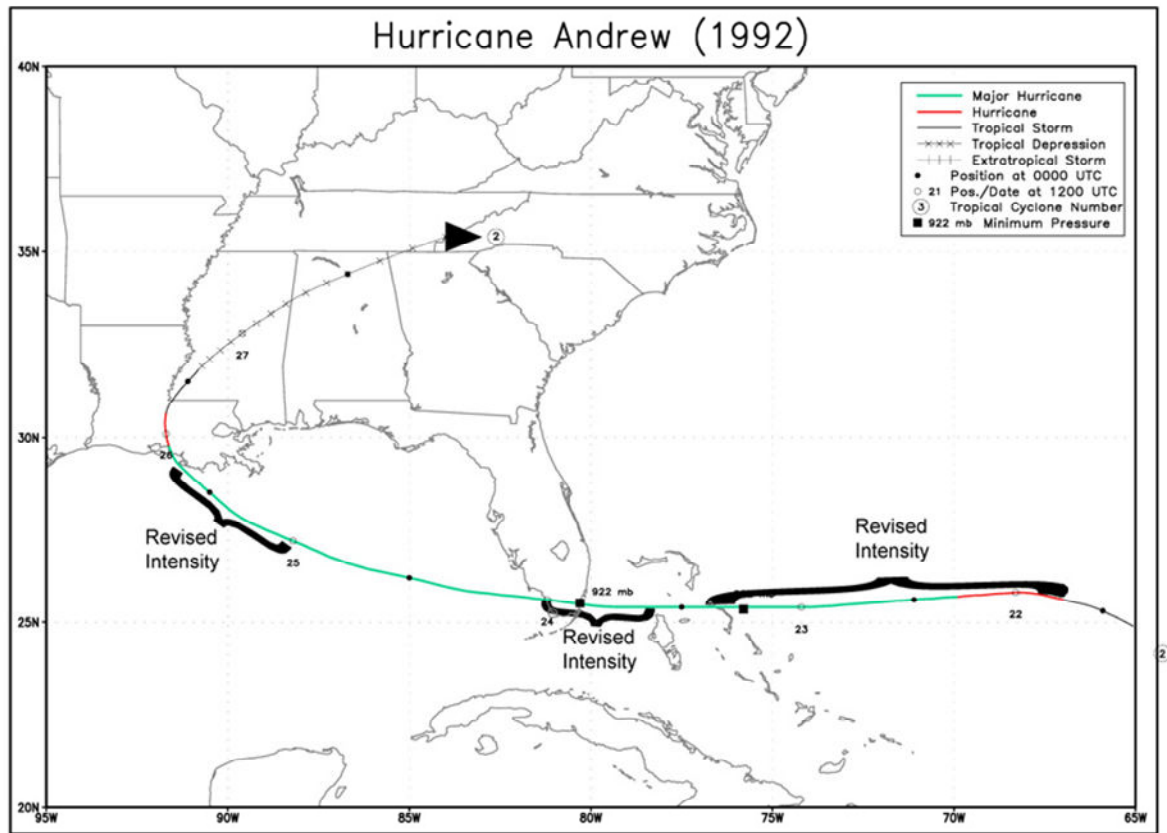 Hurricane Andrew (1992)
40N
35N
30N
25N
20N
95W
90W
85W
80W
75W
70W
65W
Major Hurricane
Hurricane
Tropical Storm
Tropical Depression
Extratropical Storm
Position at 0000 UTC
21 Pos./Date at 1200 UTC
3 Tropical Cyclone Number
922 mb Minimum Pressure
2
27
26
Revised
Intensity
25
922 mb
24
Revised
Intensity
Revised
Intensity
23
22
2